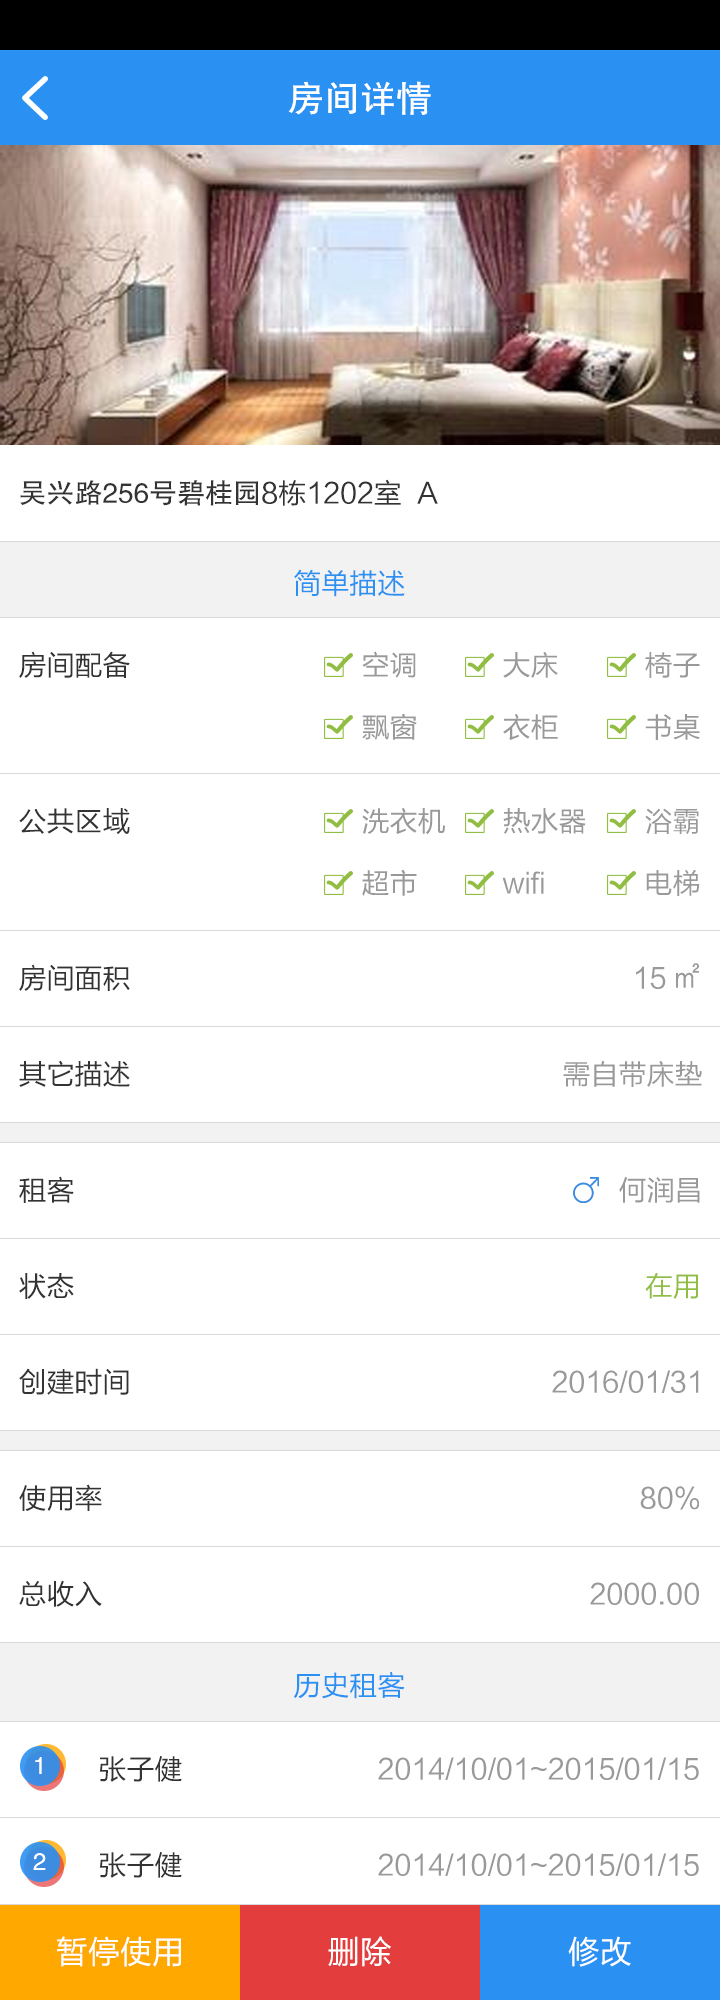 房间详情
吴兴路256号碧桂园8栋1202室 A
简单描述
房间配备 空调 大床 椅子
飘窗 衣柜 书桌
公共区域 洗衣机 热水器 浴霸
超市 wifi 电梯
房间面积 15 ㎡
其它描述 需自带床垫
租客 何润昌
状态 在用
创建时间 2016/01/31
使用率 80%
总收入 2000.00
历史租客
1 张子健 2014/10/01~2015/01/15
2 张子健 2014/10/01~2015/01/15
暂停使用 删除 修改